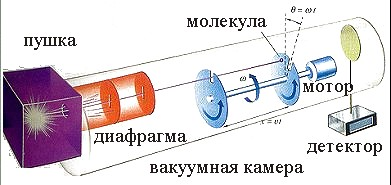 θ = ωt
молекула
пушка
ω
мотор
диафрагма
x = vt
детектор
вакуумная камера